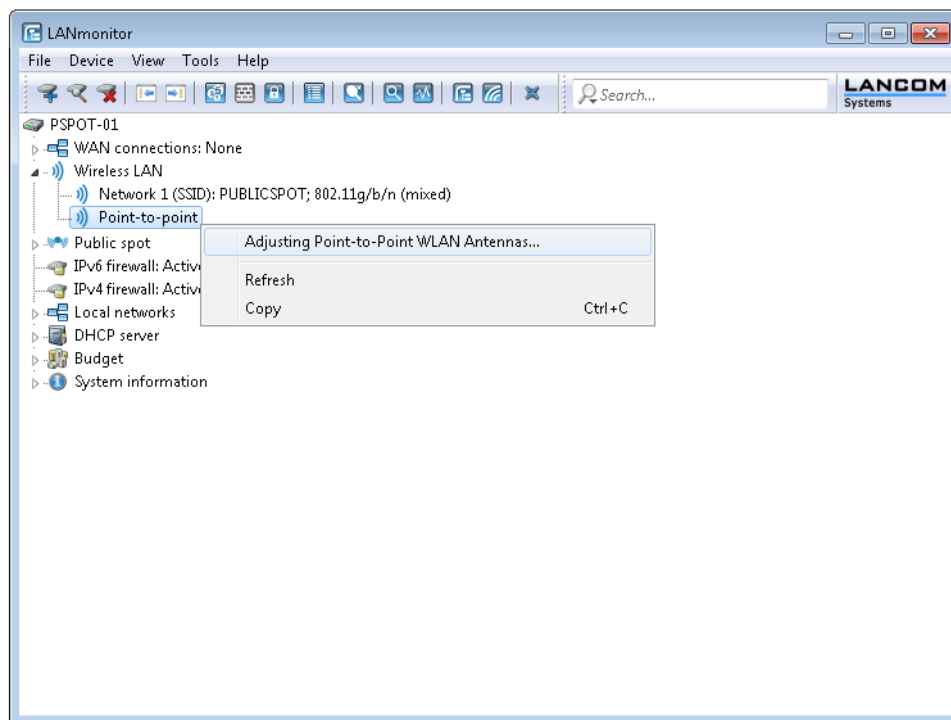 LANmonitor
File Device View Tools Help
Search...
LANCOM
Systems
PSPOT-01
WAN connections: None
Wireless LAN
Network 1 (SSID): PUBLICSPOT; 802.11g/b/n (mixed)
Point-to-point
Adjusting Point-to-Point WLAN Antennas...
Public spot
IPv6 firewall: Activ
Refresh
IPv4 firewall: Activ
Copy Ctrl+C
Local networks
DHCP server
Budget
System information